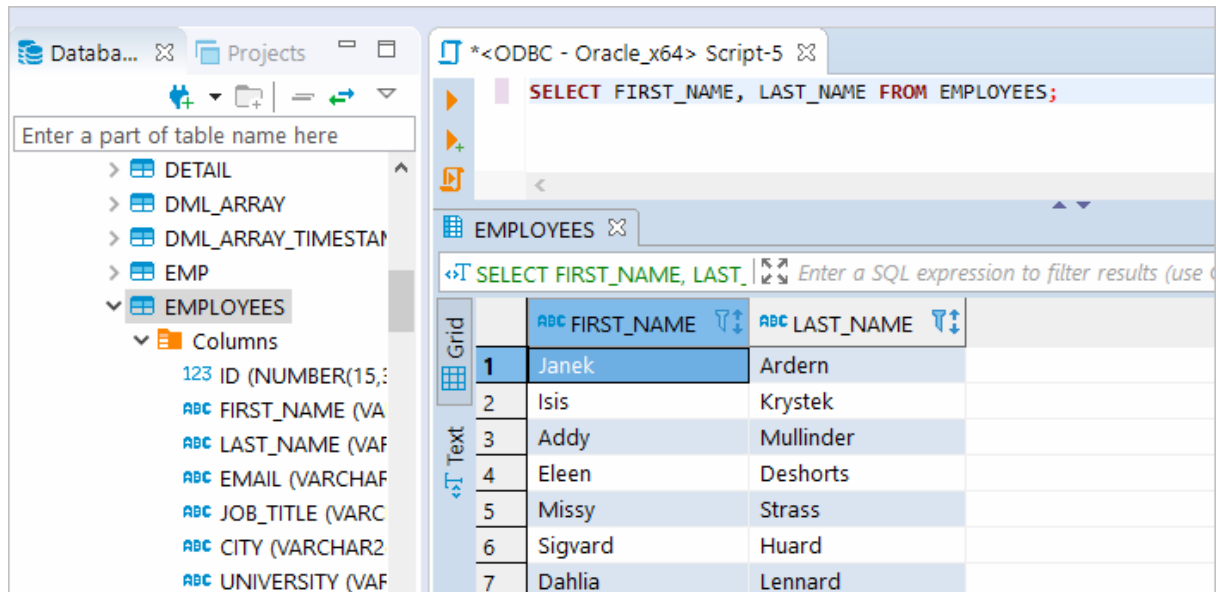 Databa...
Projects
Enter a part of table name here
DETAIL
DML_ARRAY
DML_ARRAY_TIMESTAM
EMP
EMPLOYEES
Columns
123 ID (NUMBER(15,3
ABC FIRST_NAME (VA
ABC LAST_NAME (VAR
ABC EMAIL (VARCHAR
ABC JOB_TITLE (VARC
ABC CITY (VARCHAR2
ABC UNIVERSITY (VAR
*<ODBC - Oracle_x64> Script-5
SELECT FIRST_NAME, LAST_NAME FROM EMPLOYEES;
EMPLOYEES
SELECT FIRST_NAME, LAST_ Enter a SQL expression to filter results (use
Grid
Text
ABC FIRST_NAME ABC LAST_NAME
1 Janek Ardern
2 Isis Krystek
3 Addy Mullinder
4 Eleen Deshorts
5 Missy Strass
6 Sigvard Huard
7 Dahlia Lennard